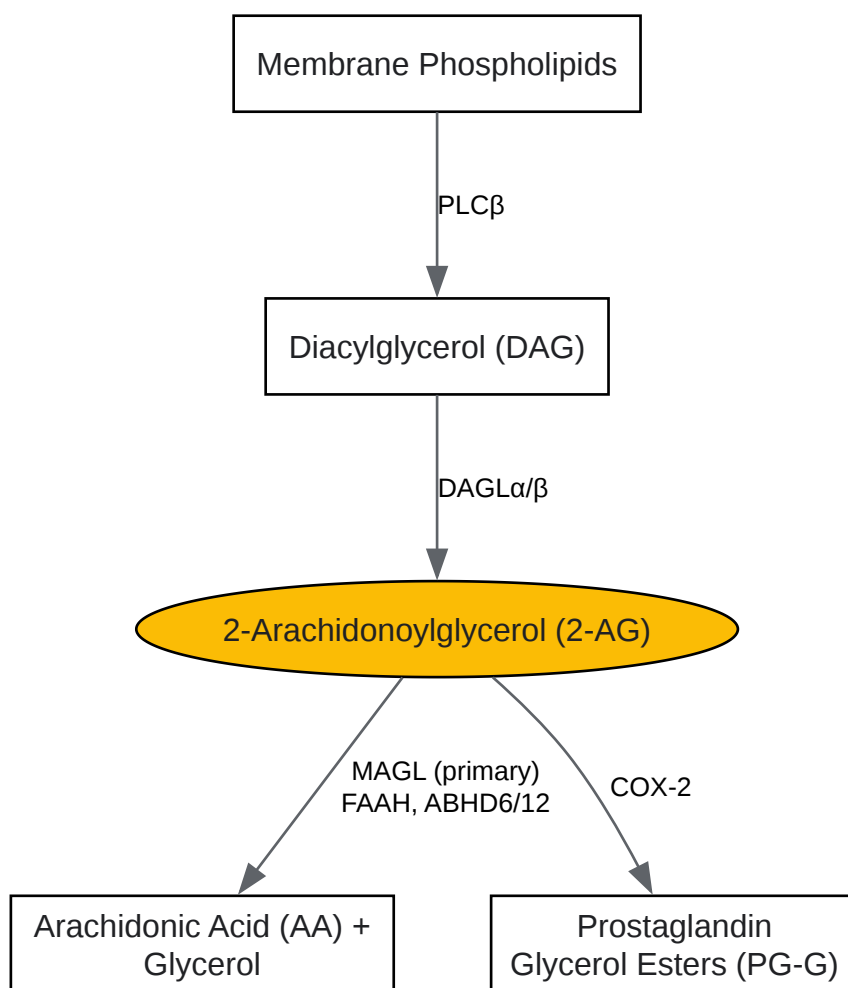 Membrane Phospholipids
PLCβ
Diacylglycerol (DAG)
DAGLα/β
2-Arachidonoylglycerol (2-AG)
MAGL (primary)
FAAH, ABHD6/12
COX-2
Arachidonic Acid (AA) +
Glycerol
Prostaglandin
Glycerol Esters (PG-G)